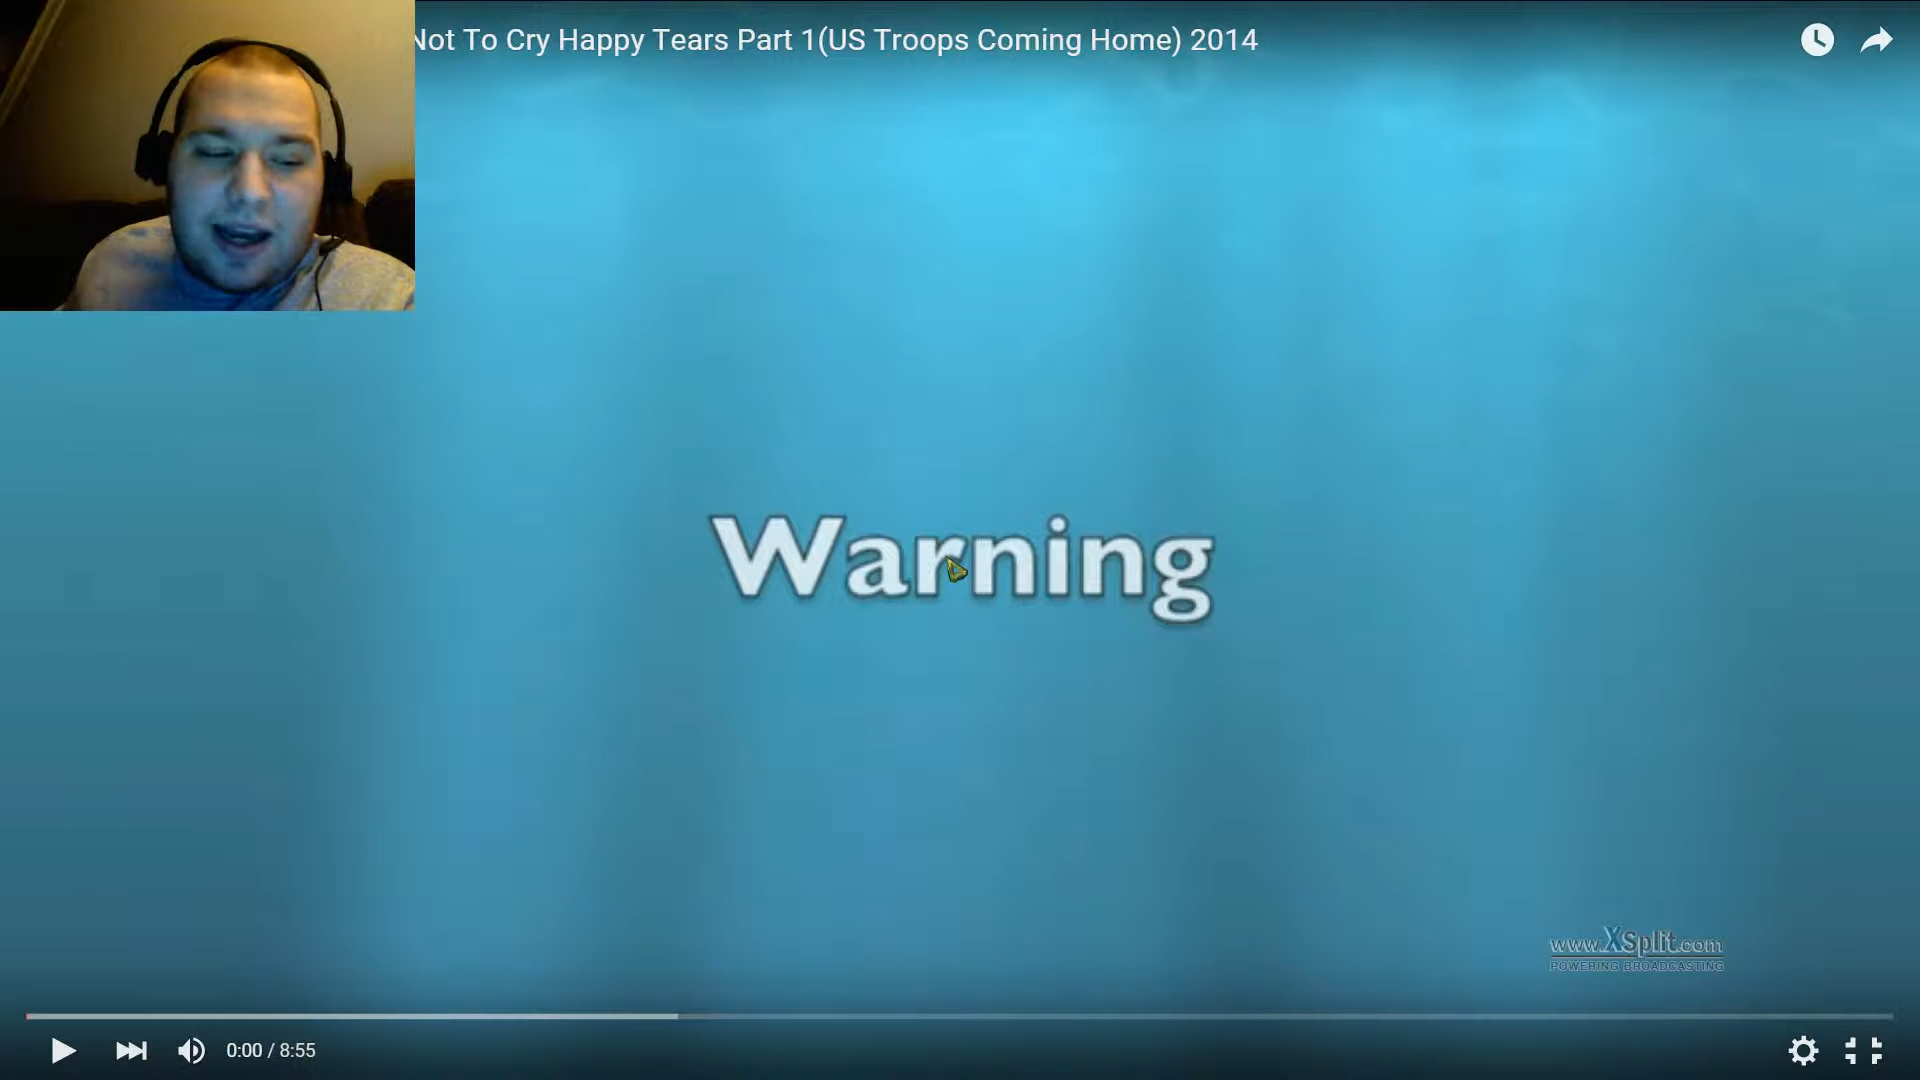 Not To Cry Happy Tears Part 1(US Troops Coming Home) 2014
Warning
www.XSplit.com
POWERING BROADCASTING
0:00 / 8:55